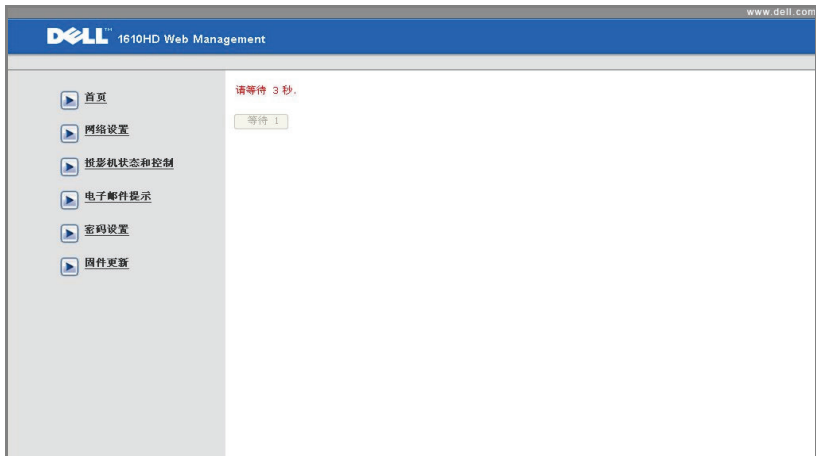 www.dell.com
DELL™ 1610HD Web Management
首页
网络设置
投影机状态和控制
电子邮件提示
密码设置
固件更新
请等待 3 秒.
等待 1